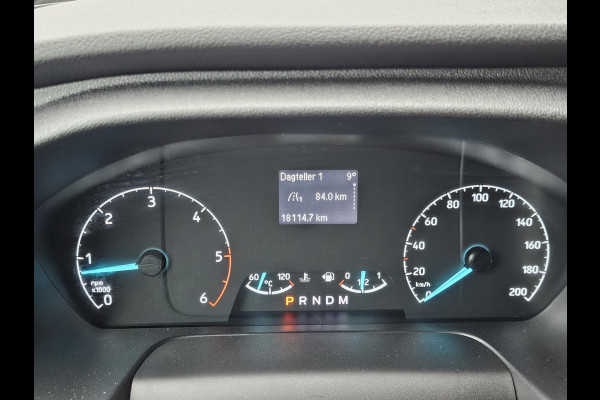 Dagteller 1 9°
84.0 km
18114.7 km
0 1 2 3 4 5 6
rpm
x1000
60 120
°C
0 1/2 1
P R N D M
0 20 40 60 80 100 120 140 160 180 200
km/h